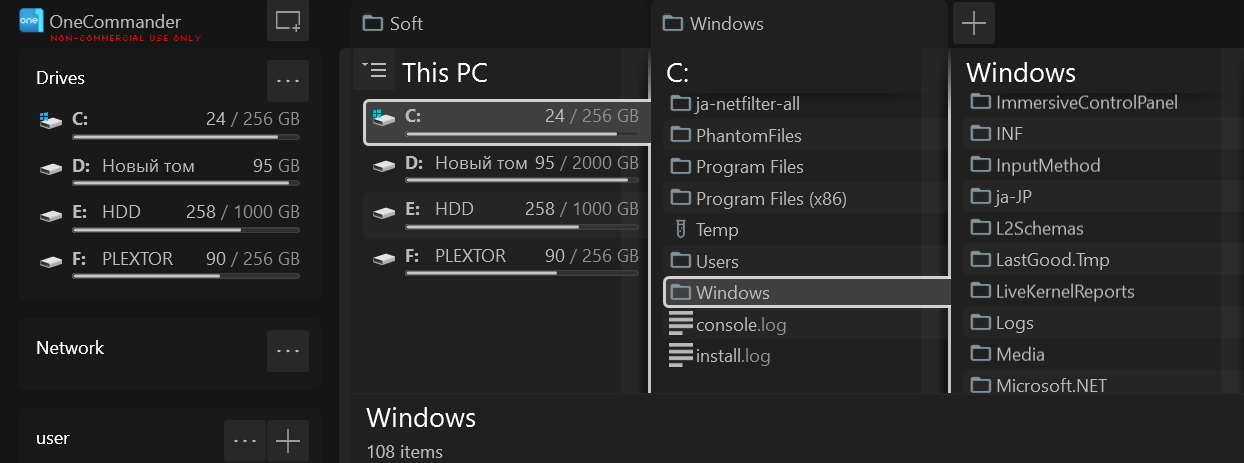 OneCommander
NON-COMMERCIAL USE ONLY
Drives
C: 24 / 256 GB
D: Новый том 95 GB
E: HDD 258 / 1000 GB
F: PLEXTOR 90 / 256 GB
Network
user
Soft
Windows
This PC
C: 24 / 256 GB
D: Новый том 95 / 2000 GB
E: HDD 258 / 1000 GB
F: PLEXTOR 90 / 256 GB
C:
ja-netfilter-all
PhantomFiles
Program Files
Program Files (x86)
Temp
Users
Windows
console.log
install.log
Windows
ImmersiveControlPanel
INF
InputMethod
ja-JP
L2Schemas
LastGood.Tmp
LiveKernelReports
Logs
Media
Microsoft.NET
Windows
108 items